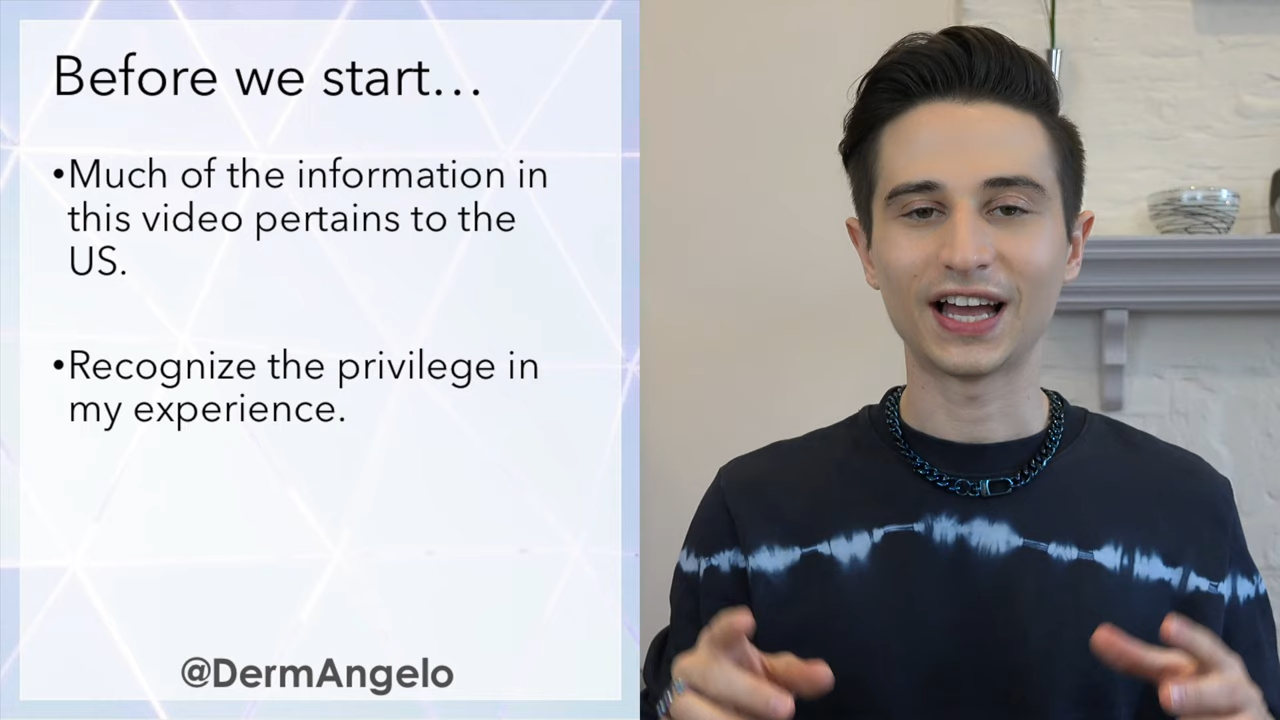 Before we start…
•Much of the information in
this video pertains to the
US.
•Recognize the privilege in
my experience.
@DermAngelo